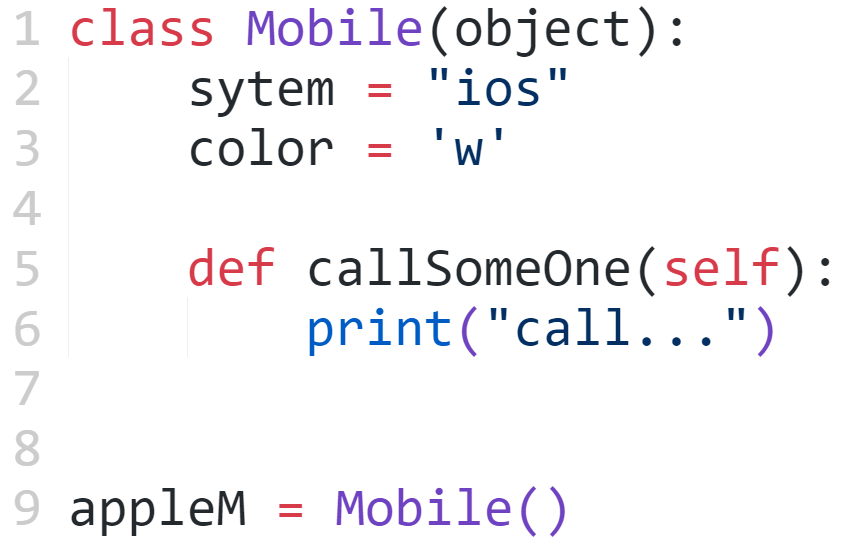 1 class Mobile(object):
2     sytem = "ios"
3     color = 'w'
4
5     def callSomeOne(self):
6         print("call...")
7
8
9 appleM = Mobile()